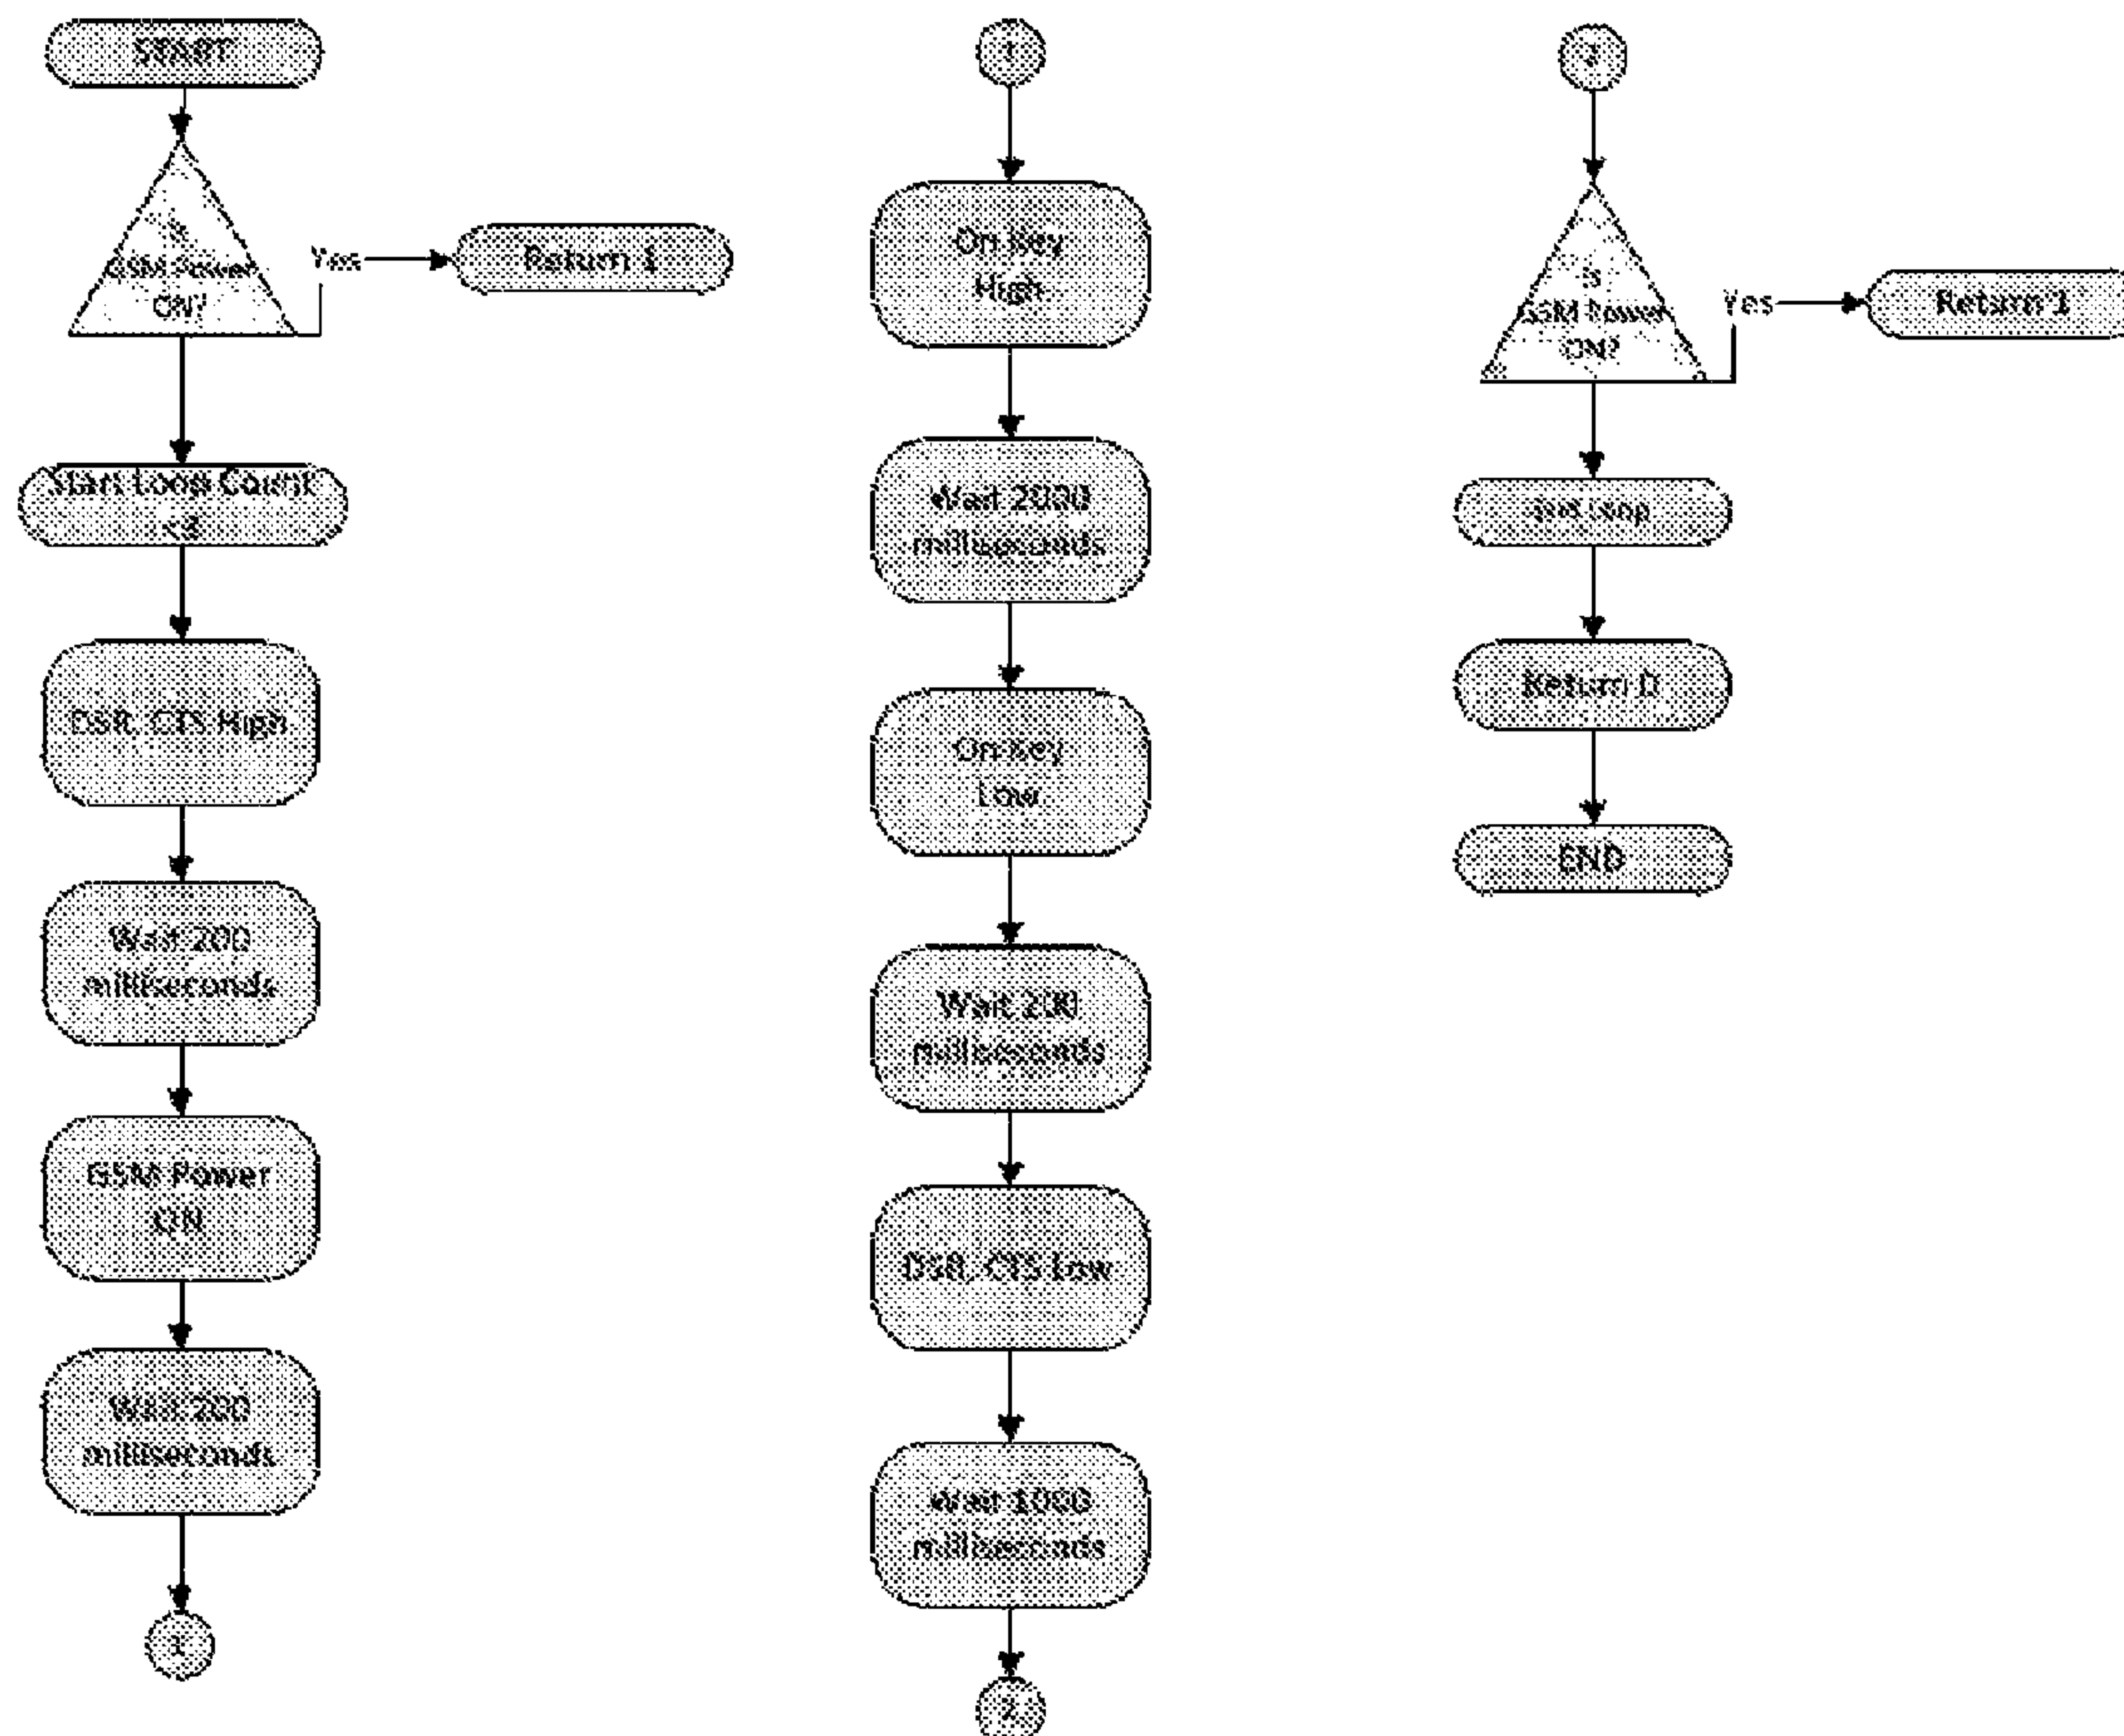 START
Is
GSM Power
ON?
Yes
Return 1
Start Loop Count
<3
DSR, CTS High
Wait 200
milliseconds
GSM Power
ON
Wait 200
milliseconds
1
1
On Key
High
Wait 2000
milliseconds
On Key
Low
Wait 200
milliseconds
DSR, CTS Low
Wait 1000
milliseconds
2
2
Is
GSM Power
ON?
Yes
Return 1
End Loop
Return 0
END